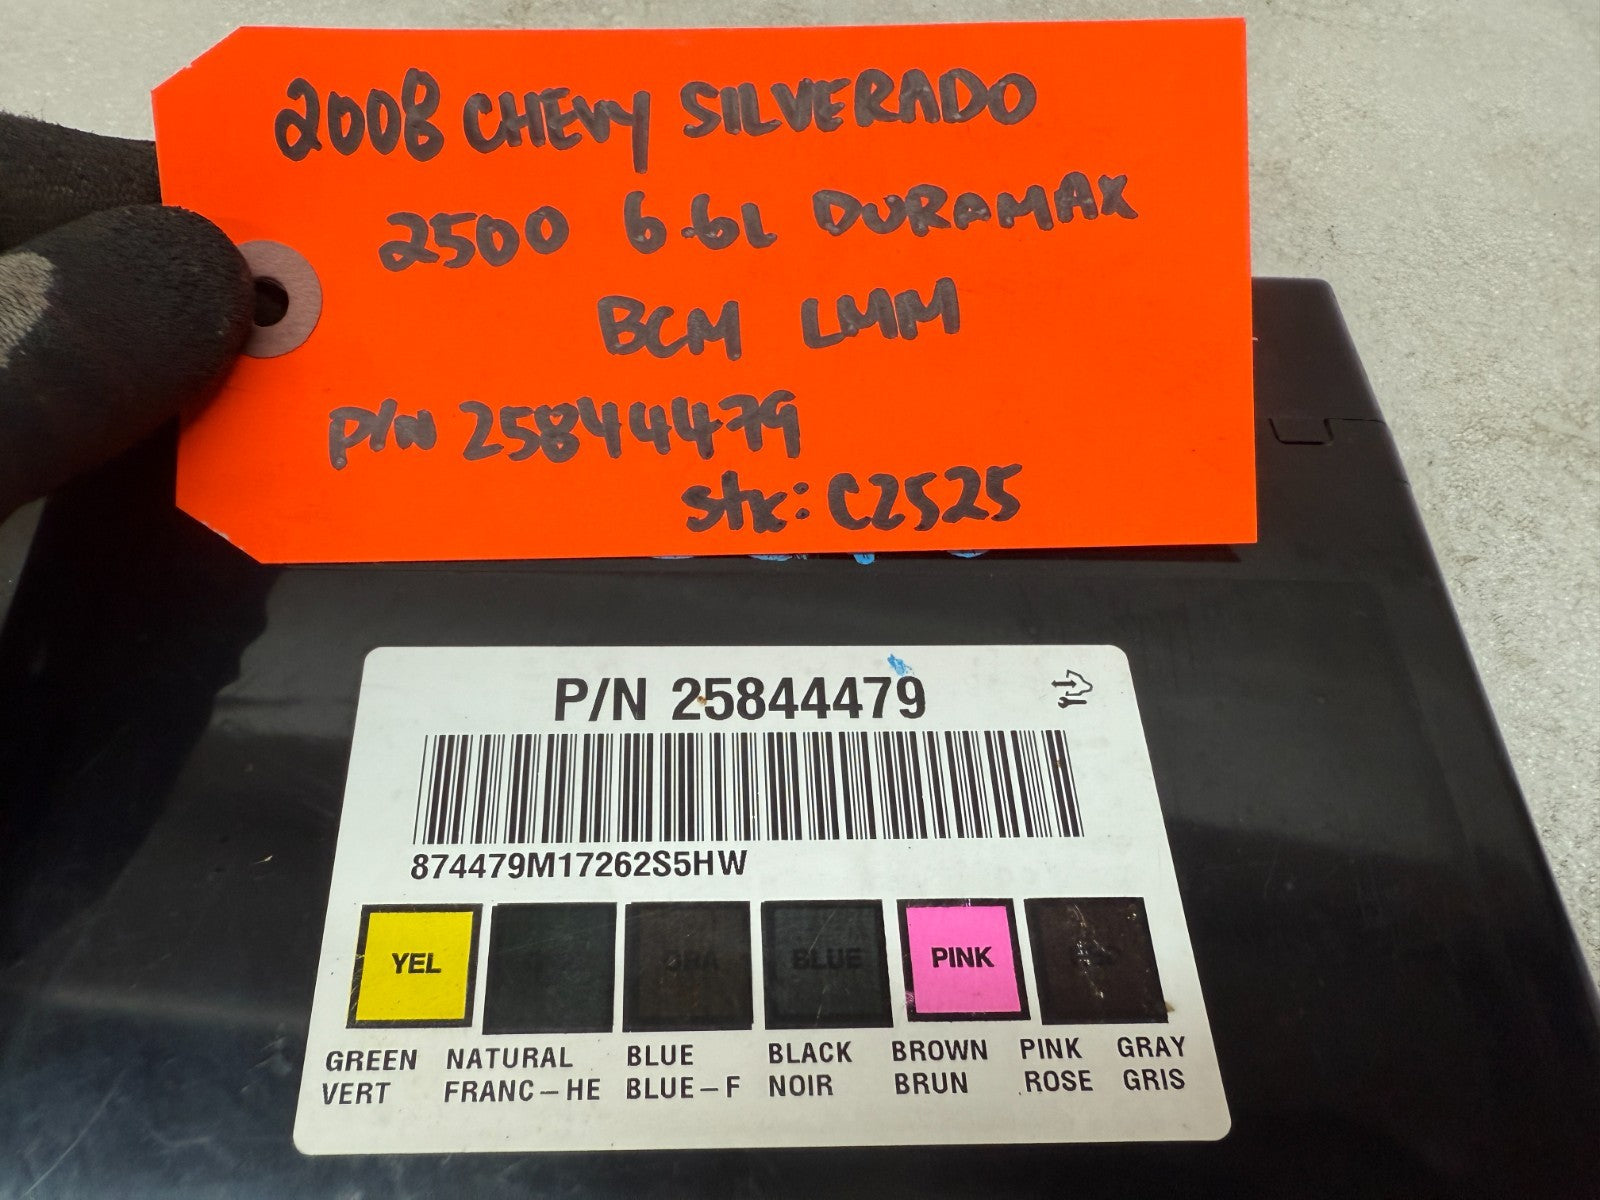 2008 CHEVY SILVERADO
2500 6.6L DURAMAX
BCM LMM
P/N 25844479
Stk: C2525
P/N 25844479
874479M17262S5HW
YEL ORA BLUE PINK
GREEN NATURAL BLUE BLACK BROWN PINK GRAY
VERT FRANC-HE BLUE-F NOIR BRUN ROSE GRIS